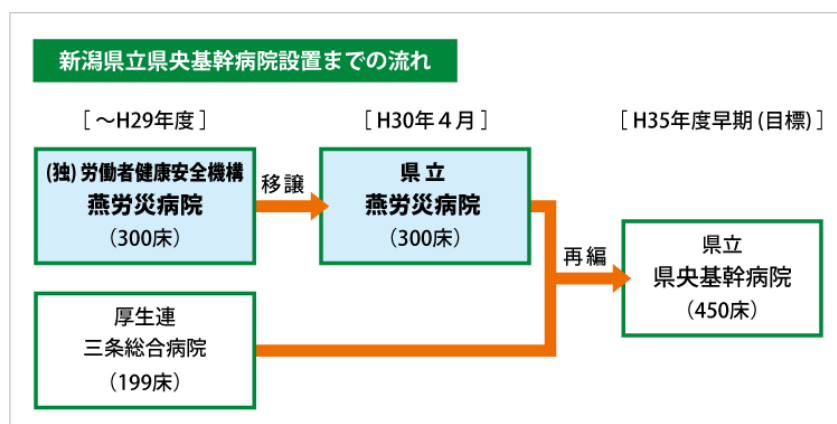 新潟県立県央基幹病院設置までの流れ
[ ～H29年度 ]
[ H30年４月 ]
[ H35年度早期 (目標) ]
(独) 労働者健康安全機構
燕労災病院
（300床）
移譲
県立
燕労災病院
（300床）
再編
県立
県央基幹病院
（450床）
厚生連
三条総合病院
（199床）